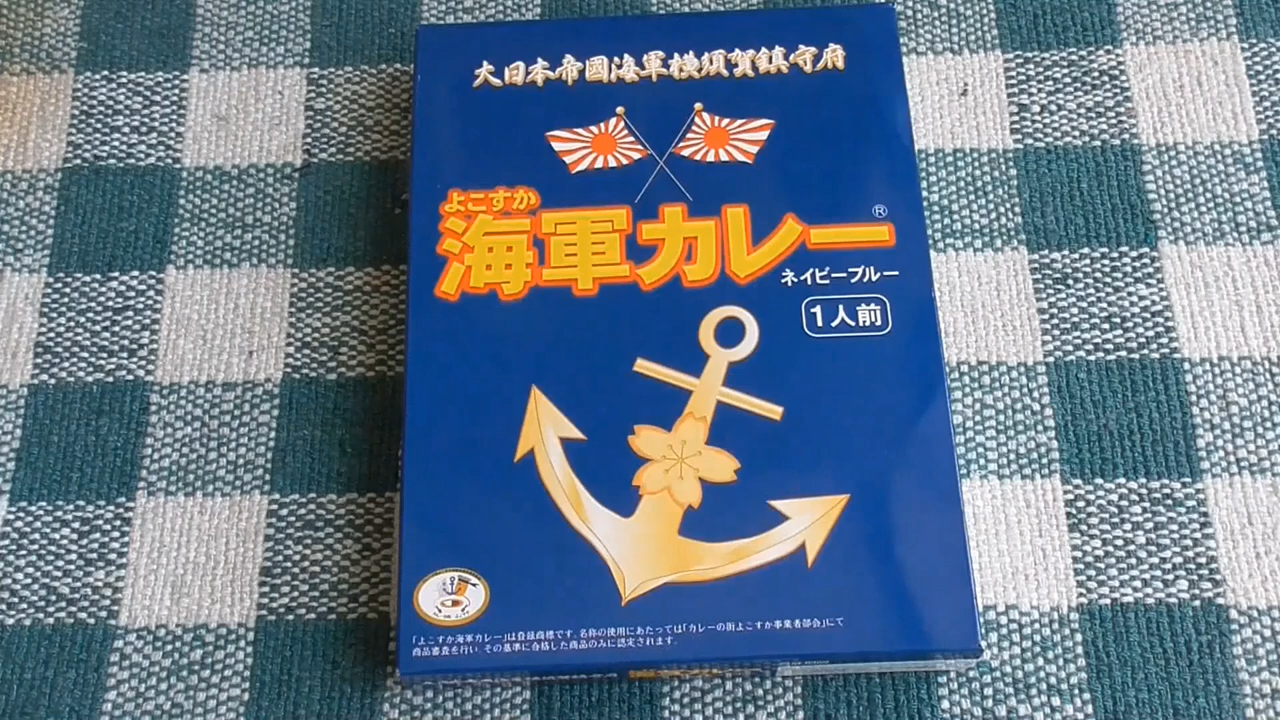 大日本帝國海軍横須賀鎮守府
よこすか
海軍カレー®
ネイビーブルー
1人前
「よこすか海軍カレー」は登録商標です。名称の使用にあたっては「カレーの街よこすか事業者部会」にて
商品審査を行い、その基準に合格した商品のみに認定されます。